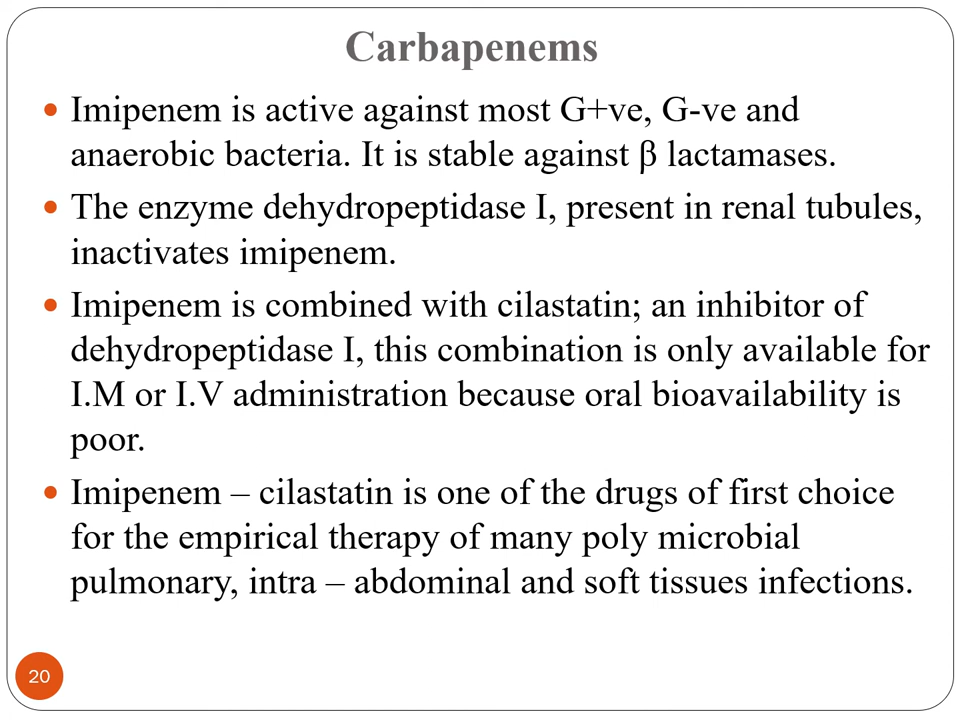 Carbapenems
• Imipenem is active against most G+ve, G-ve and
anaerobic bacteria. It is stable against β lactamases.
• The enzyme dehydropeptidase I, present in renal tubules,
inactivates imipenem.
• Imipenem is combined with cilastatin; an inhibitor of
dehydropeptidase I, this combination is only available for
I.M or I.V administration because oral bioavailability is
poor.
• Imipenem – cilastatin is one of the drugs of first choice
for the empirical therapy of many poly microbial
pulmonary, intra – abdominal and soft tissues infections.
20